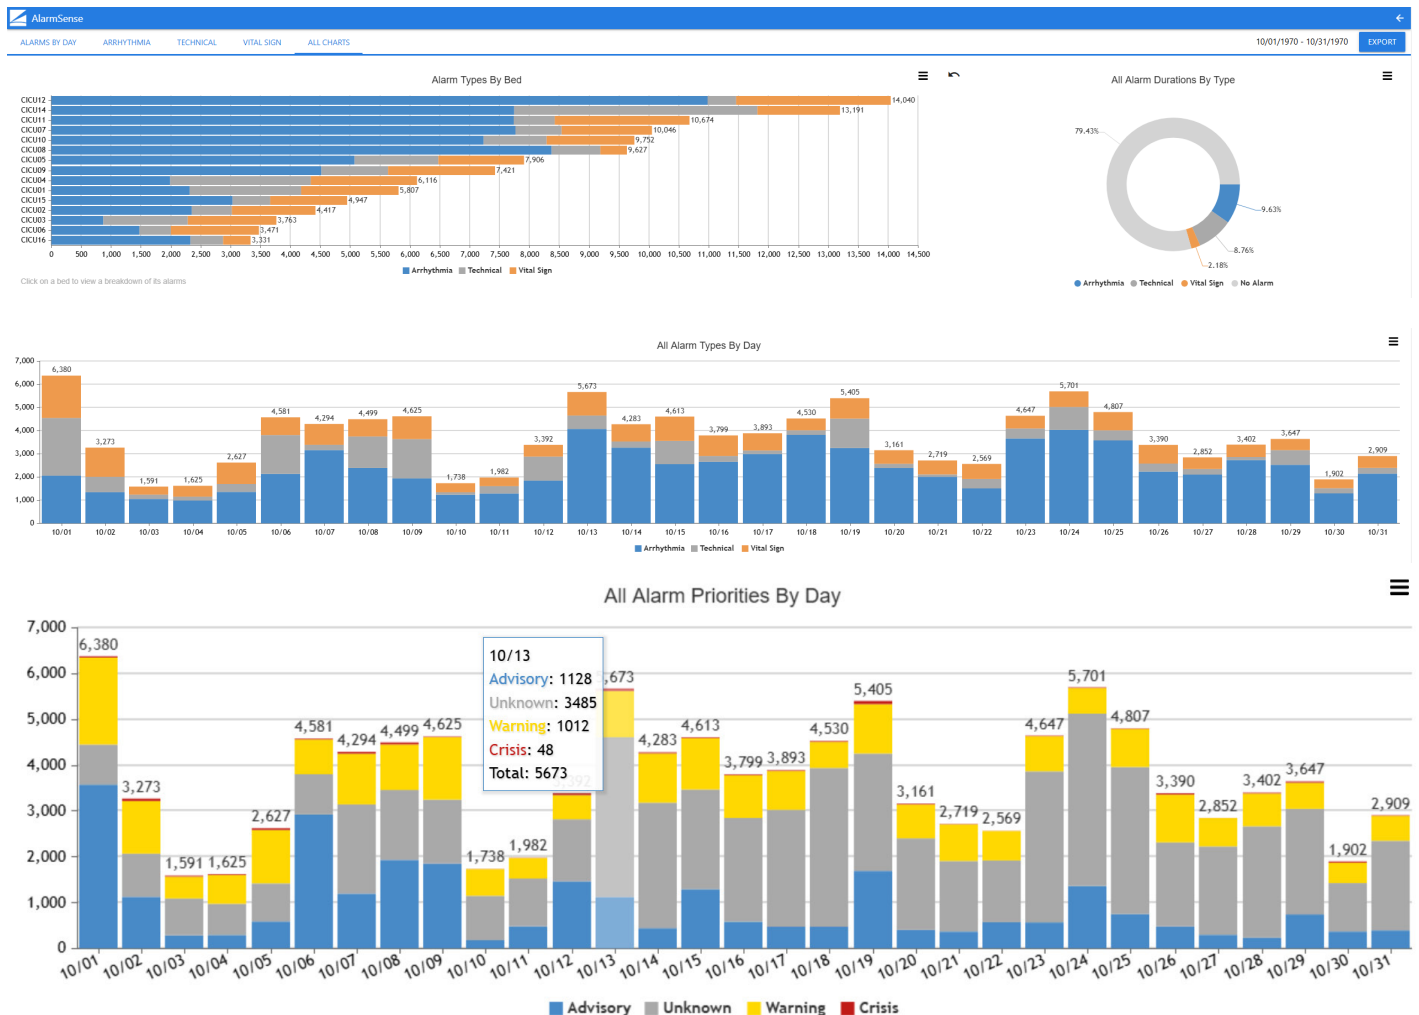 AlarmSense
ALARMS BY DAY ARRHYTHMIA TECHNICAL VITAL SIGN ALL CHARTS 10/01/1970 - 10/31/1970 EXPORT
Alarm Types By Bed
CICU12 14,040
CICU14 13,191
CICU11 10,674
CICU07 10,046
CICU10 9,752
CICU08 9,627
CICU05 7,906
CICU09 7,421
CICU04 6,116
CICU01 5,807
CICU15 4,947
CICU02 4,417
CICU03 3,763
CICU06 3,471
CICU16 3,331
0 500 1,000 1,500 2,000 2,500 3,000 3,500 4,000 4,500 5,000 5,500 6,000 6,500 7,000 7,500 8,000 8,500 9,000 9,500 10,000 10,500 11,000 11,500 12,000 12,500 13,000 13,500 14,000 14,500
Arrhythmia Technical Vital Sign
Click on a bed to view a breakdown of its alarms
All Alarm Durations By Type
79.43%
9.63%
8.76%
2.18%
Arrhythmia Technical Vital Sign No Alarm
All Alarm Types By Day
7,000
6,000
5,000
4,000
3,000
2,000
1,000
0
6,380 3,273 1,591 1,625 2,627 4,581 4,294 4,499 4,625 1,738 1,982 3,392 5,673 4,283 4,613 3,799 3,893 4,530 5,405 3,161 2,719 2,569 4,647 5,701 4,807 3,390 2,852 3,402 3,647 1,902 2,909
10/01 10/02 10/03 10/04 10/05 10/06 10/07 10/08 10/09 10/10 10/11 10/12 10/13 10/14 10/15 10/16 10/17 10/18 10/19 10/20 10/21 10/22 10/23 10/24 10/25 10/26 10/27 10/28 10/29 10/30 10/31
Arrhythmia Technical Vital Sign
All Alarm Priorities By Day
7,000
6,000
5,000
4,000
3,000
2,000
1,000
0
6,380 3,273 1,591 1,625 2,627 4,581 4,294 4,499 4,625 1,738 1,982 ,673 4,283 4,613 3,799 3,893 4,530 5,405 3,161 2,719 2,569 4,647 5,701 4,807 3,390 2,852 3,402 3,647 1,902 2,909
10/13
Advisory: 1128
Unknown: 3485
Warning: 1012
Crisis: 48
Total: 5673
10/01 10/02 10/03 10/04 10/05 10/06 10/07 10/08 10/09 10/10 10/11 10/12 10/13 10/14 10/15 10/16 10/17 10/18 10/19 10/20 10/21 10/22 10/23 10/24 10/25 10/26 10/27 10/28 10/29 10/30 10/31
Advisory Unknown Warning Crisis